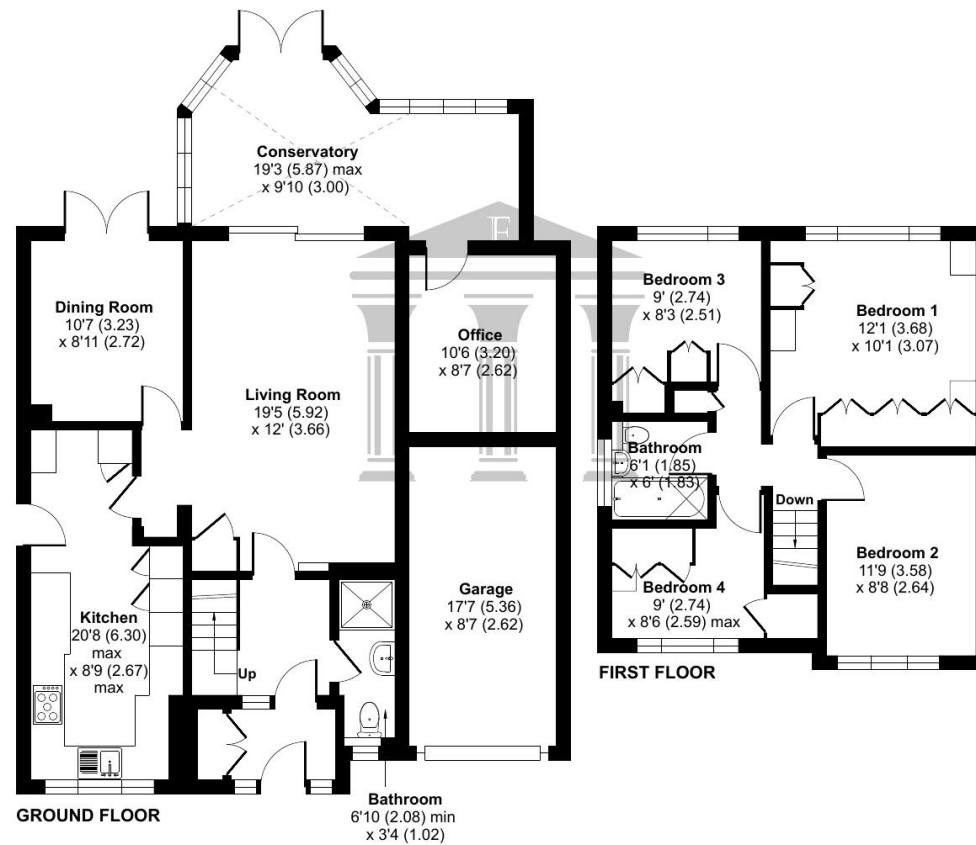 Conservatory
19'3 (5.87) max
x 9'10 (3.00)
E
Dining Room
10'7 (3.23)
x 8'11 (2.72)
Living Room
19'5 (5.92)
x 12' (3.66)
Office
10'6 (3.20)
x 8'7 (2.62)
Kitchen
20'8 (6.30)
max
x 8'9 (2.67)
max
Up
Garage
17'7 (5.36)
x 8'7 (2.62)
Bathroom
6'10 (2.08) min
x 3'4 (1.02)
GROUND FLOOR
Bedroom 3
9' (2.74)
x 8'3 (2.51)
Bedroom 1
12'1 (3.68)
x 10'1 (3.07)
Bathroom
6'1 (1.85)
x 6' (1.83)
Down
Bedroom 2
11'9 (3.58)
x 8'8 (2.64)
Bedroom 4
9' (2.74)
x 8'6 (2.59) max
FIRST FLOOR